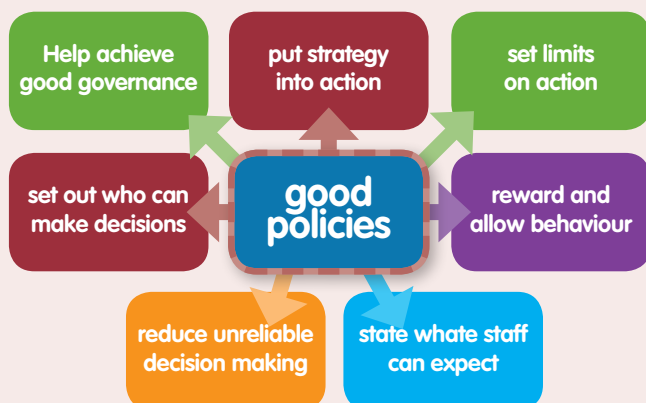 Help achieve
good governance
put strategy
into action
set limits
on action
set out who can
make decisions
good
policies
reward and
allow behaviour
reduce unreliable
decision making
state whate staff
can expect